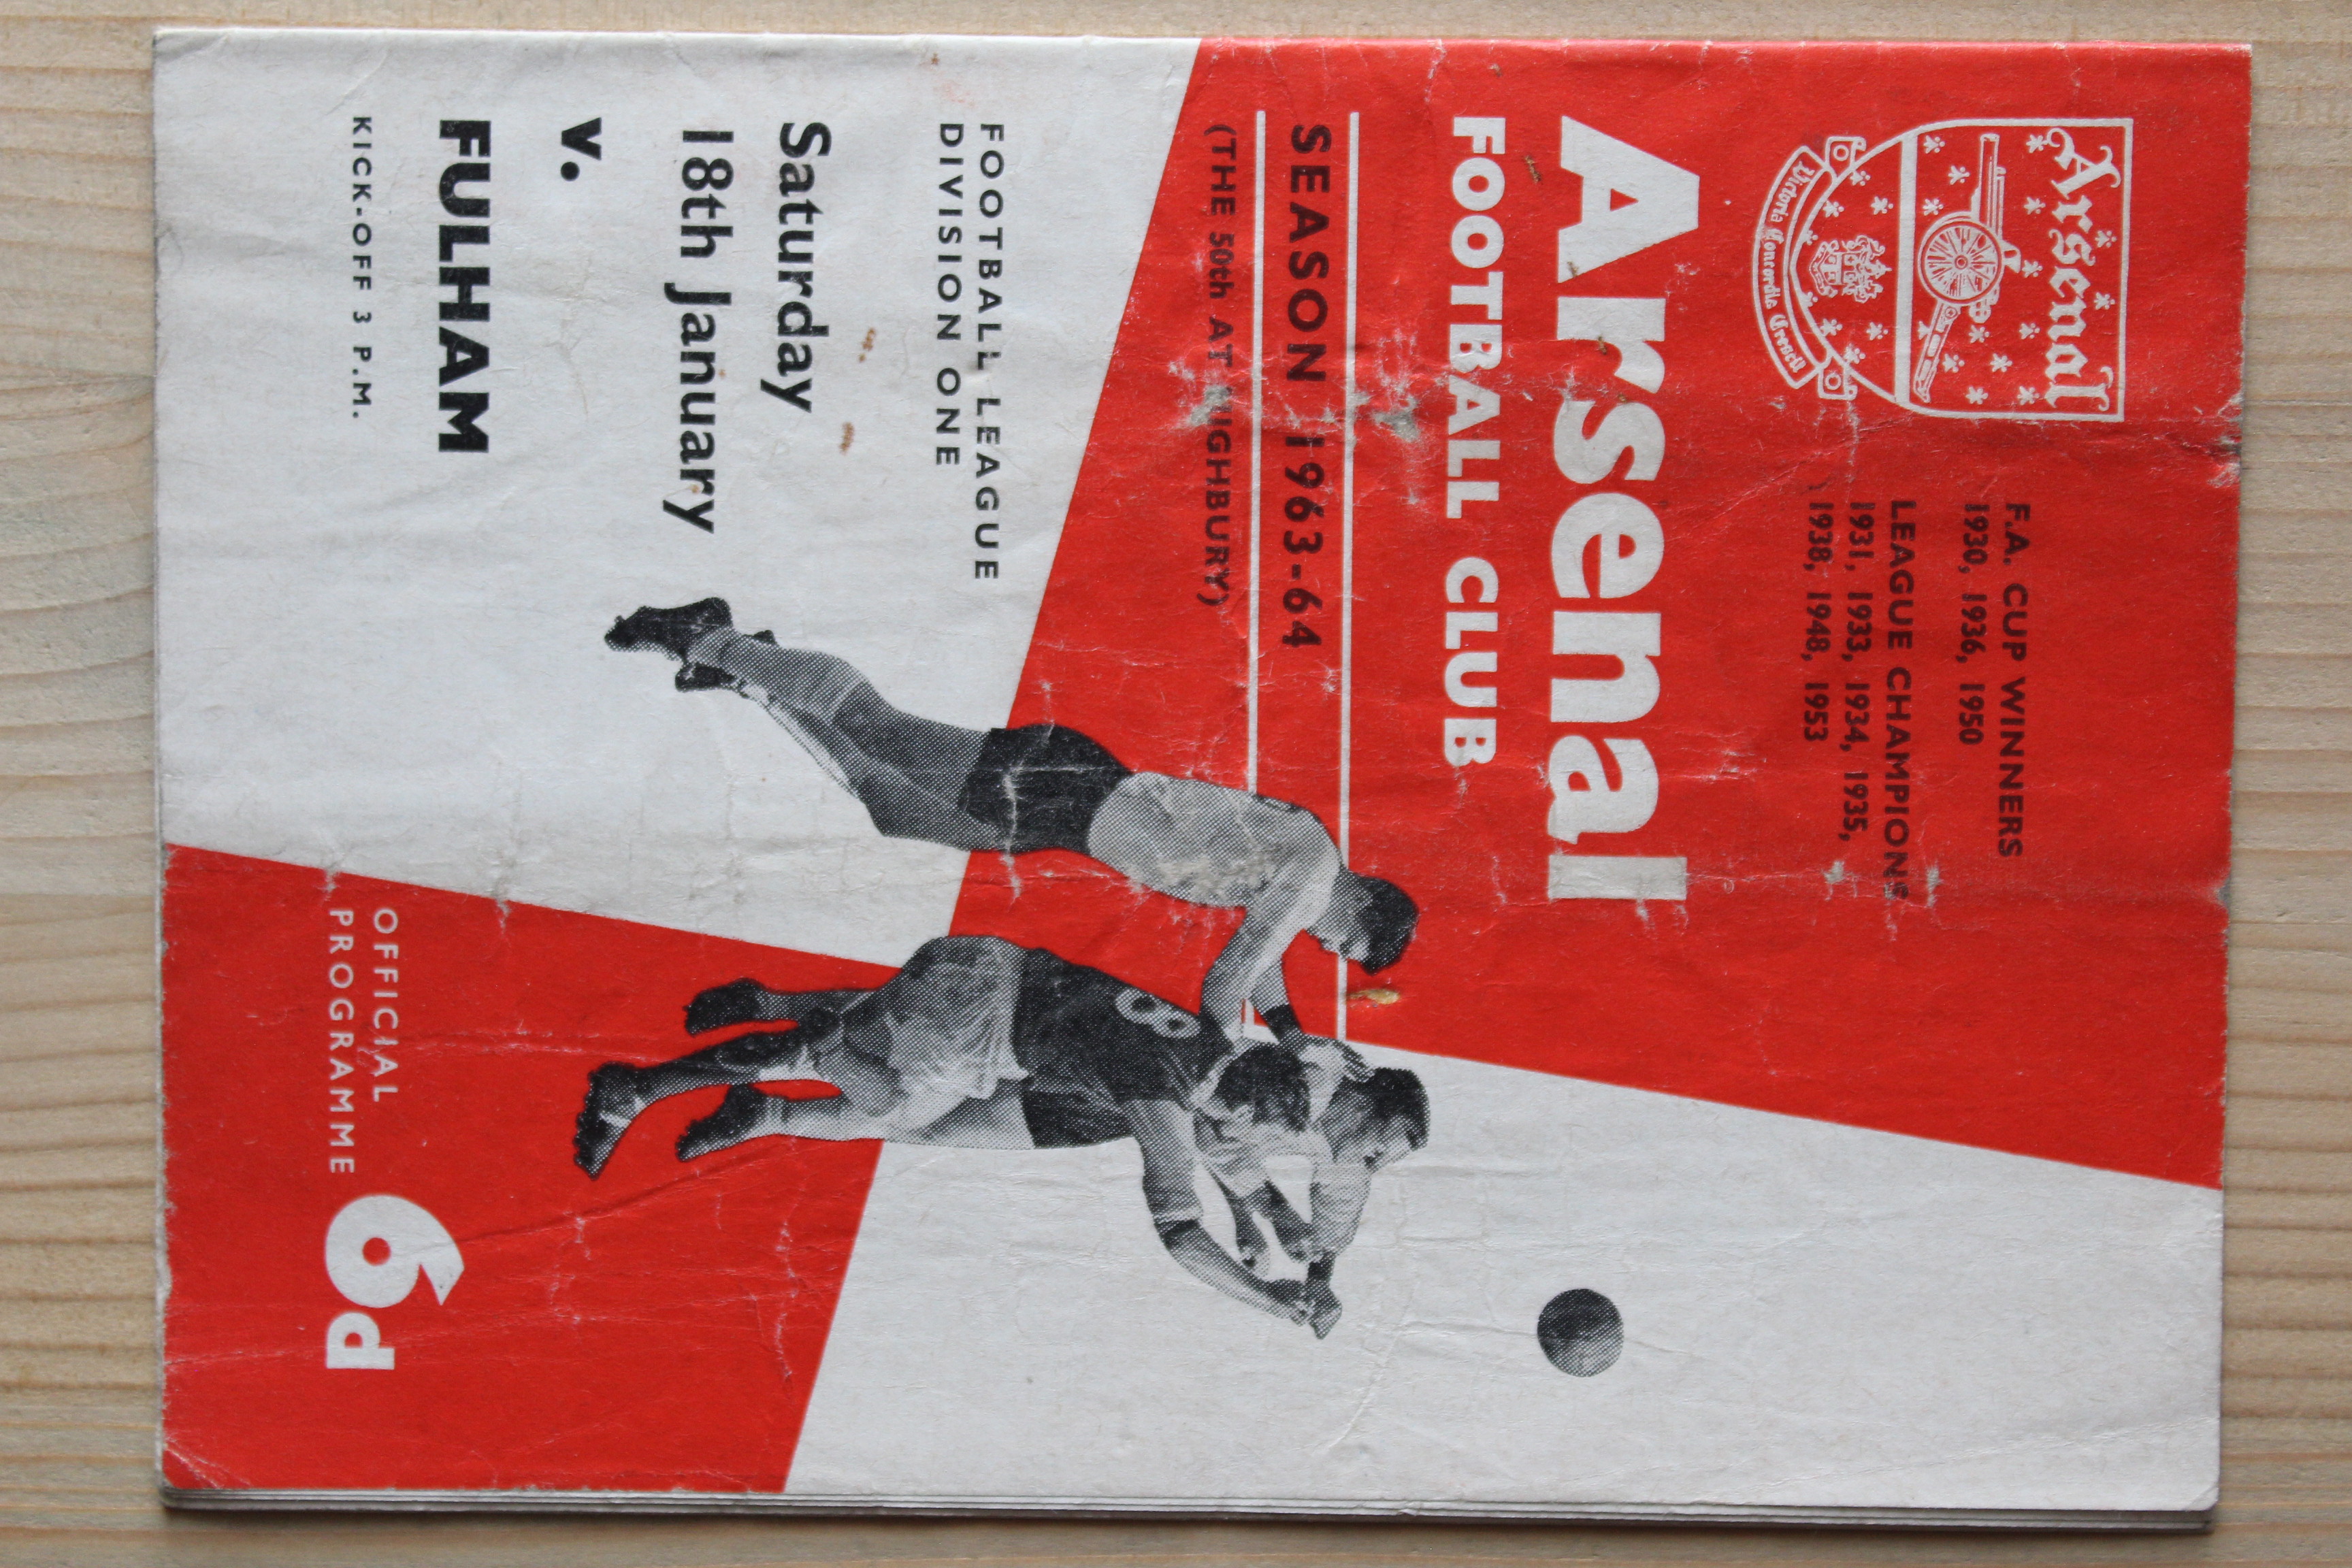 Arsenal
Victoria Concordia Crescit
F.A. CUP WINNERS
1930, 1936, 1950
LEAGUE CHAMPIONS
1931, 1933, 1934, 1935,
1938, 1948, 1953
Arsenal
FOOTBALL CLUB
SEASON 1963-64
(THE 50th AT HIGHBURY)
FOOTBALL LEAGUE
DIVISION ONE
Saturday
18th January
v.
FULHAM
KICK-OFF 3 P.M.
8
OFFICIAL
PROGRAMME
6d